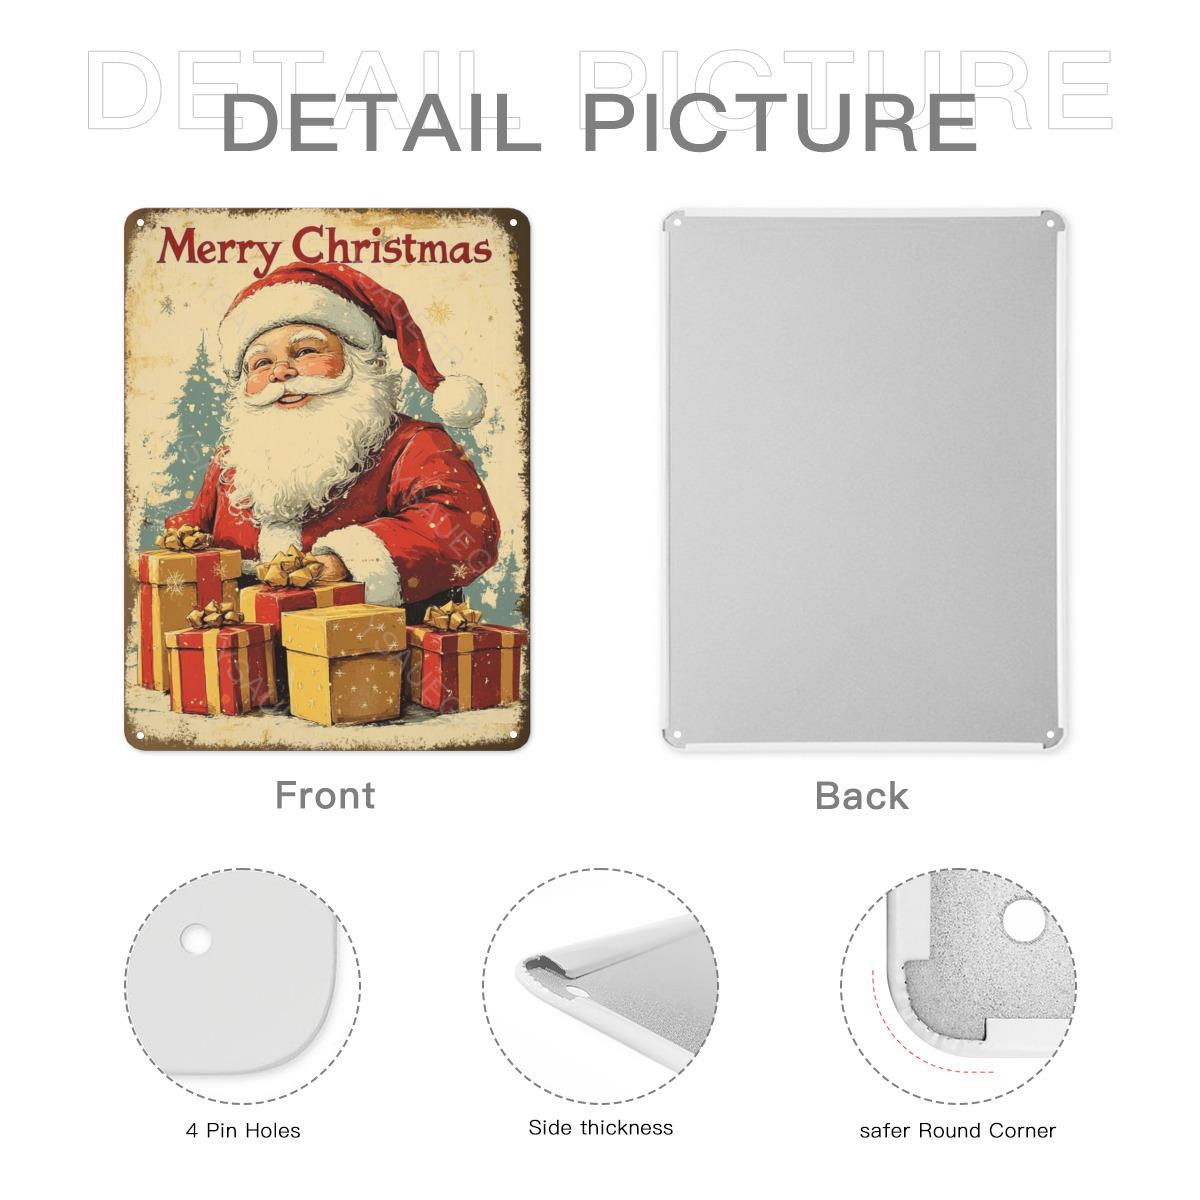 DETAIL PICTURE
DETAIL PICTURE
Merry Christmas
Front
Back
4 Pin Holes
Side thickness
safer Round Corner